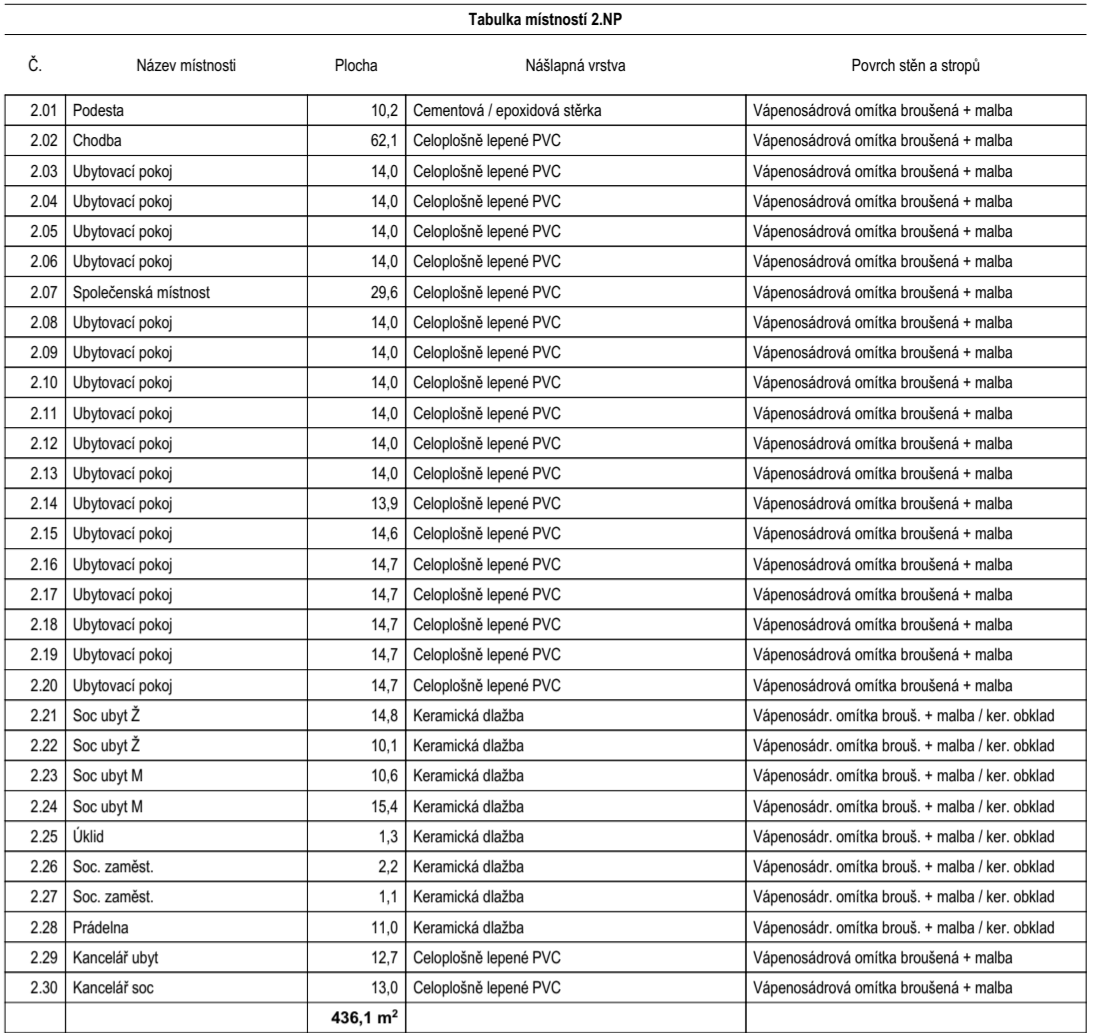 Tabulka místností 2.NP
Č. Název místnosti Plocha Nášlapná vrstva Povrch stěn a stropů
2.01 Podesta 10,2 Cementová / epoxidová stěrka Vápenosádrová omítka broušená + malba
2.02 Chodba 62,1 Celoplošně lepené PVC Vápenosádrová omítka broušená + malba
2.03 Ubytovací pokoj 14,0 Celoplošně lepené PVC Vápenosádrová omítka broušená + malba
2.04 Ubytovací pokoj 14,0 Celoplošně lepené PVC Vápenosádrová omítka broušená + malba
2.05 Ubytovací pokoj 14,0 Celoplošně lepené PVC Vápenosádrová omítka broušená + malba
2.06 Ubytovací pokoj 14,0 Celoplošně lepené PVC Vápenosádrová omítka broušená + malba
2.07 Společenská místnost 29,6 Celoplošně lepené PVC Vápenosádrová omítka broušená + malba
2.08 Ubytovací pokoj 14,0 Celoplošně lepené PVC Vápenosádrová omítka broušená + malba
2.09 Ubytovací pokoj 14,0 Celoplošně lepené PVC Vápenosádrová omítka broušená + malba
2.10 Ubytovací pokoj 14,0 Celoplošně lepené PVC Vápenosádrová omítka broušená + malba
2.11 Ubytovací pokoj 14,0 Celoplošně lepené PVC Vápenosádrová omítka broušená + malba
2.12 Ubytovací pokoj 14,0 Celoplošně lepené PVC Vápenosádrová omítka broušená + malba
2.13 Ubytovací pokoj 14,0 Celoplošně lepené PVC Vápenosádrová omítka broušená + malba
2.14 Ubytovací pokoj 13,9 Celoplošně lepené PVC Vápenosádrová omítka broušená + malba
2.15 Ubytovací pokoj 14,6 Celoplošně lepené PVC Vápenosádrová omítka broušená + malba
2.16 Ubytovací pokoj 14,7 Celoplošně lepené PVC Vápenosádrová omítka broušená + malba
2.17 Ubytovací pokoj 14,7 Celoplošně lepené PVC Vápenosádrová omítka broušená + malba
2.18 Ubytovací pokoj 14,7 Celoplošně lepené PVC Vápenosádrová omítka broušená + malba
2.19 Ubytovací pokoj 14,7 Celoplošně lepené PVC Vápenosádrová omítka broušená + malba
2.20 Ubytovací pokoj 14,7 Celoplošně lepené PVC Vápenosádrová omítka broušená + malba
2.21 Soc ubyt Ž 14,8 Keramická dlažba Vápenosádr. omítka brouš. + malba / ker. obklad
2.22 Soc ubyt Ž 10,1 Keramická dlažba Vápenosádr. omítka brouš. + malba / ker. obklad
2.23 Soc ubyt M 10,6 Keramická dlažba Vápenosádr. omítka brouš. + malba / ker. obklad
2.24 Soc ubyt M 15,4 Keramická dlažba Vápenosádr. omítka brouš. + malba / ker. obklad
2.25 Úklid 1,3 Keramická dlažba Vápenosádr. omítka brouš. + malba / ker. obklad
2.26 Soc. zaměst. 2,2 Keramická dlažba Vápenosádr. omítka brouš. + malba / ker. obklad
2.27 Soc. zaměst. 1,1 Keramická dlažba Vápenosádr. omítka brouš. + malba / ker. obklad
2.28 Prádelna 11,0 Keramická dlažba Vápenosádr. omítka brouš. + malba / ker. obklad
2.29 Kancelář ubyt 12,7 Celoplošně lepené PVC Vápenosádrová omítka broušená + malba
2.30 Kancelář soc 13,0 Celoplošně lepené PVC Vápenosádrová omítka broušená + malba
436,1 m²